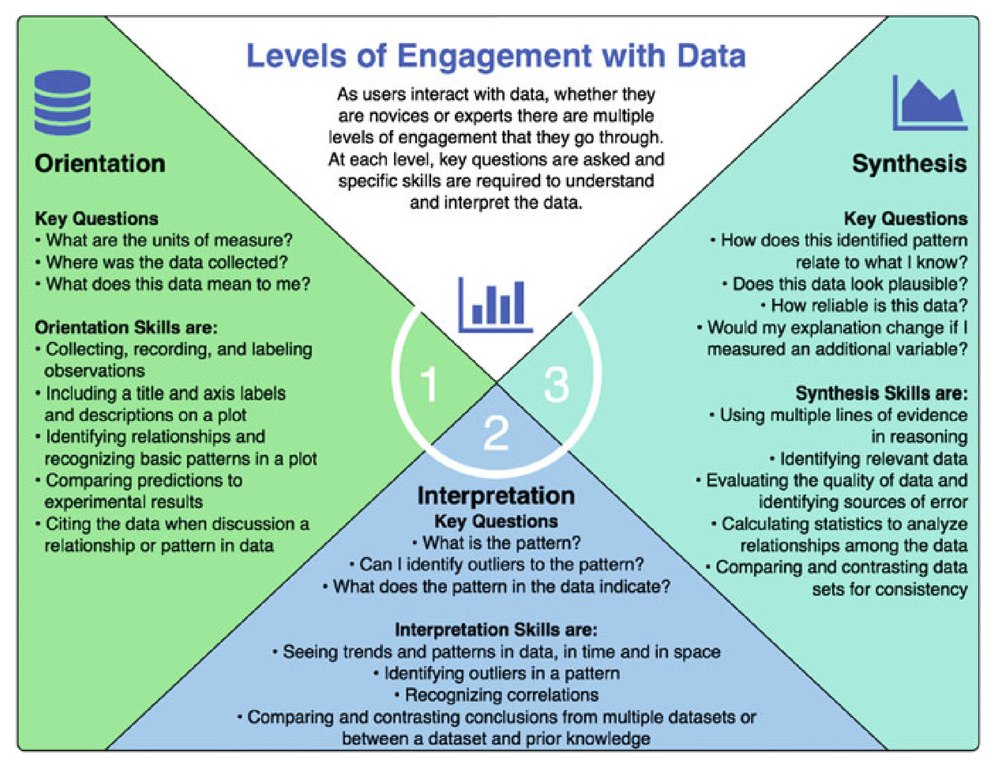 Levels of Engagement with Data
As users interact with data, whether they
are novices or experts there are multiple
levels of engagement that they go through.
At each level, key questions are asked and
specific skills are required to understand
and interpret the data.
Orientation
Key Questions
• What are the units of measure?
• Where was the data collected?
• What does this data mean to me?
Orientation Skills are:
• Collecting, recording, and labeling
observations
• Including a title and axis labels
and descriptions on a plot
• Identifying relationships and
recognizing basic patterns in a plot
• Comparing predictions to
experimental results
• Citing the data when discussion a
relationship or pattern in data
1
2
3
Interpretation
Key Questions
• What is the pattern?
• Can I identify outliers to the pattern?
• What does the pattern in the data indicate?
Interpretation Skills are:
• Seeing trends and patterns in data, in time and in space
• Identifying outliers in a pattern
• Recognizing correlations
• Comparing and contrasting conclusions from multiple datasets or
between a dataset and prior knowledge
Synthesis
Key Questions
• How does this identified pattern
relate to what I know?
• Does this data look plausible?
• How reliable is this data?
• Would my explanation change if I
measured an additional variable?
Synthesis Skills are:
• Using multiple lines of evidence
in reasoning
• Identifying relevant data
• Evaluating the quality of data and
identifying sources of error
• Calculating statistics to analyze
relationships among the data
• Comparing and contrasting data
sets for consistency